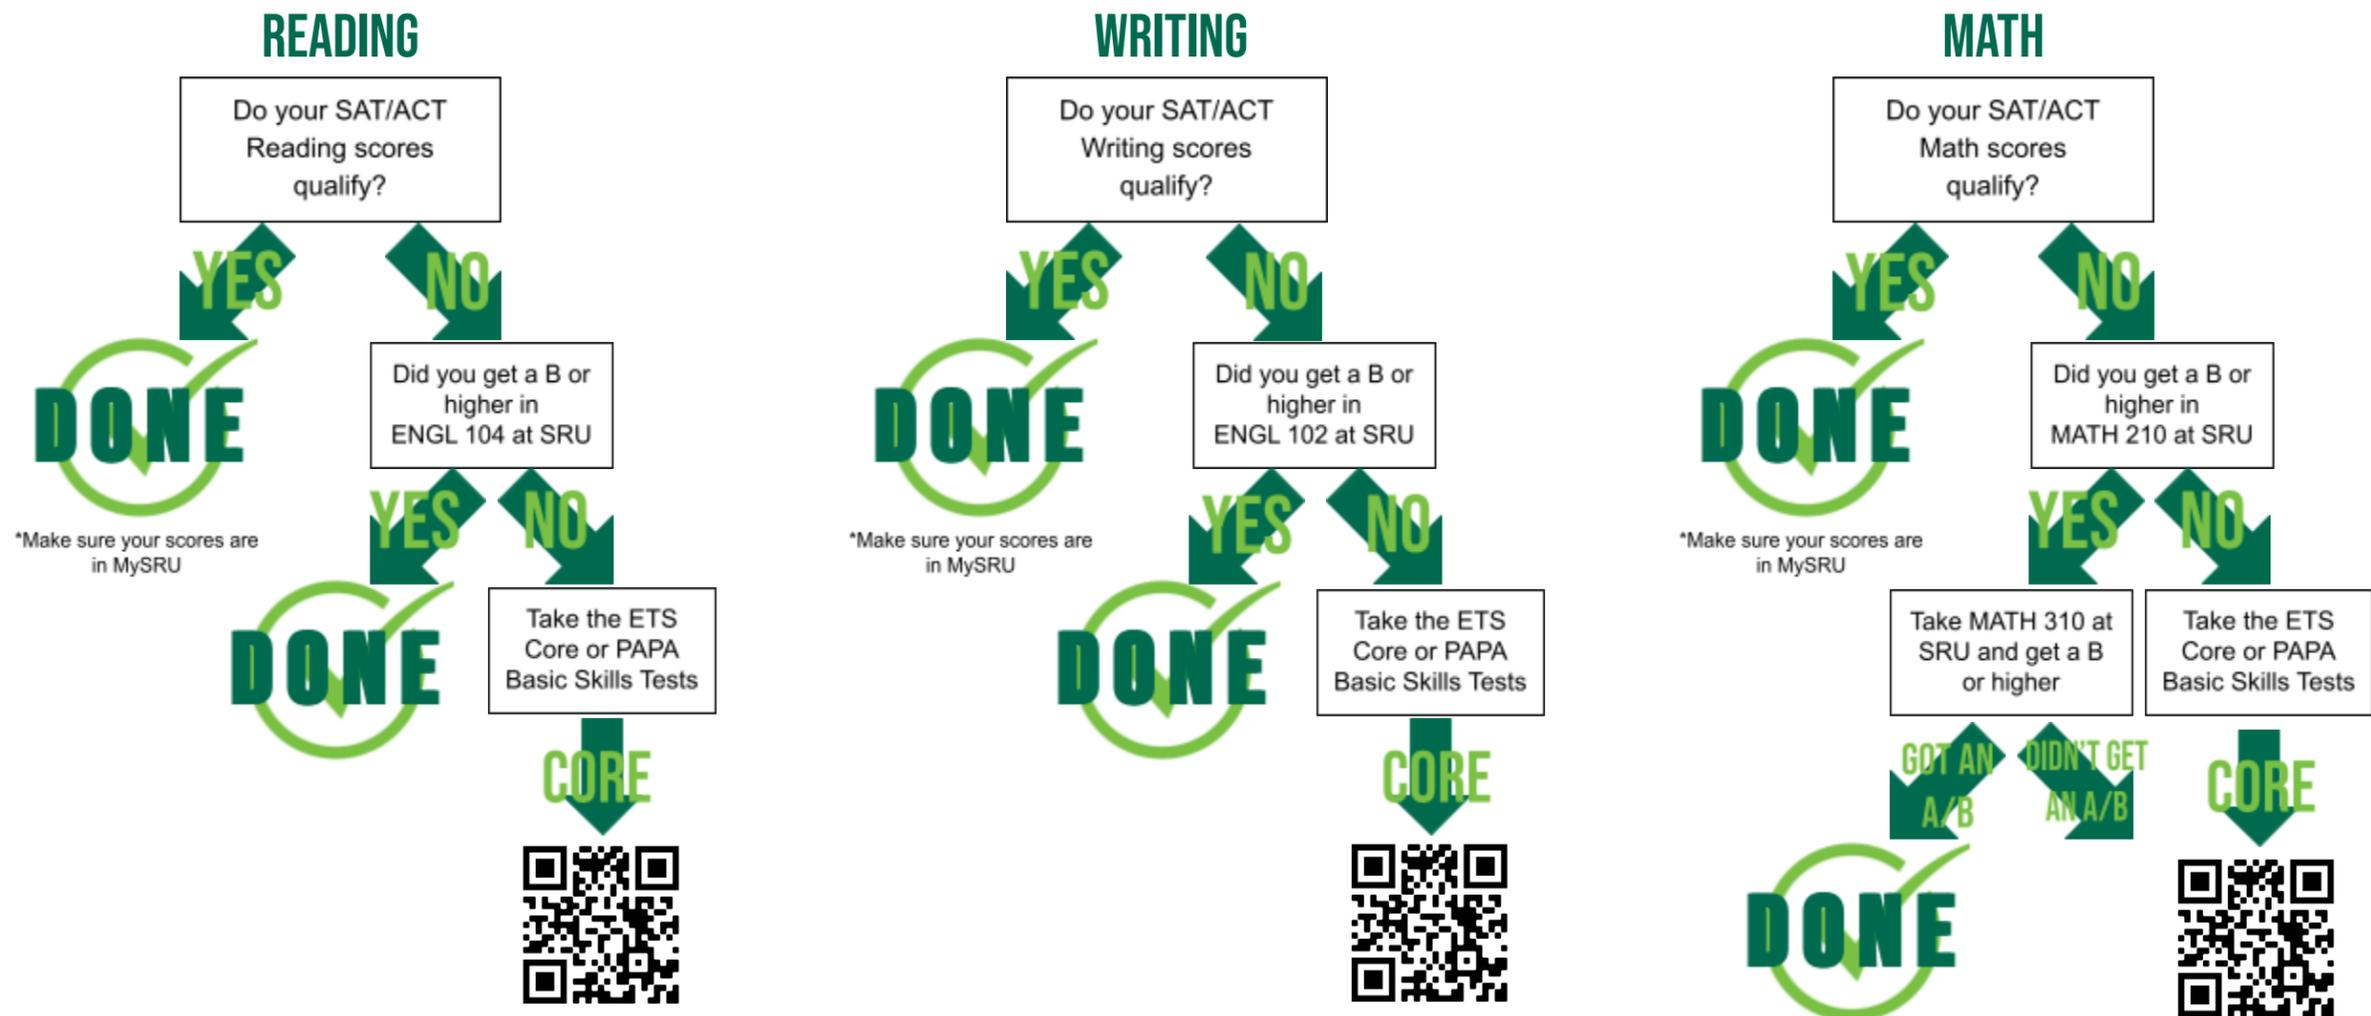 READING
Do your SAT/ACT
Reading scores
qualify?
YES
NO
DONE
*Make sure your scores are
in MySRU
Did you get a B or
higher in
ENGL 104 at SRU
YES
NO
DONE
Take the ETS
Core or PAPA
Basic Skills Tests
CORE
WRITING
Do your SAT/ACT
Writing scores
qualify?
YES
NO
DONE
*Make sure your scores are
in MySRU
Did you get a B or
higher in
ENGL 102 at SRU
YES
NO
DONE
Take the ETS
Core or PAPA
Basic Skills Tests
CORE
MATH
Do your SAT/ACT
Math scores
qualify?
YES
NO
DONE
*Make sure your scores are
in MySRU
Did you get a B or
higher in
MATH 210 at SRU
YES
NO
Take MATH 310 at
SRU and get a B
or higher
GOT AN
A/B
DIDN'T GET
AN A/B
DONE
Take the ETS
Core or PAPA
Basic Skills Tests
CORE